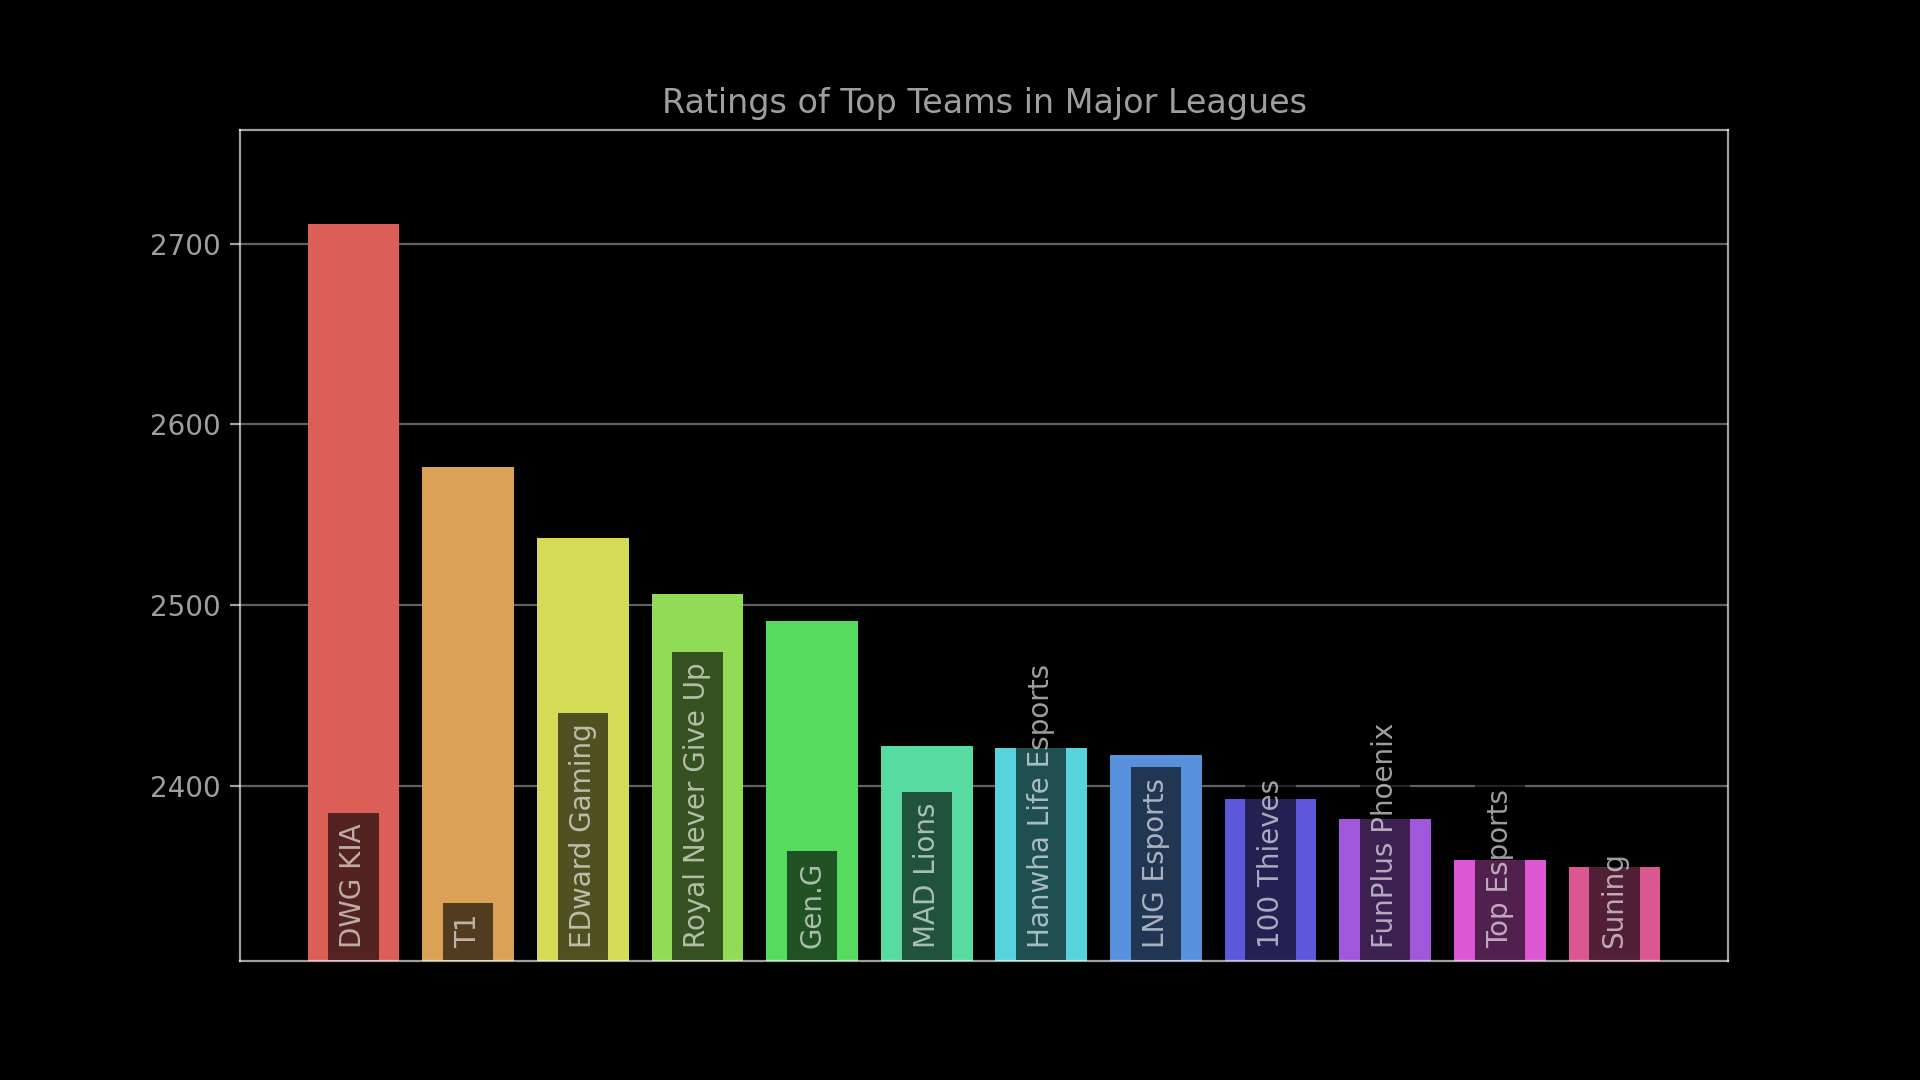 Ratings of Top Teams in Major Leagues
2700
2600
2500
2400
DWG KIA
T1
EDward Gaming
Royal Never Give Up
Gen.G
MAD Lions
Hanwha Life Esports
LNG Esports
100 Thieves
FunPlus Phoenix
Top Esports
Suning